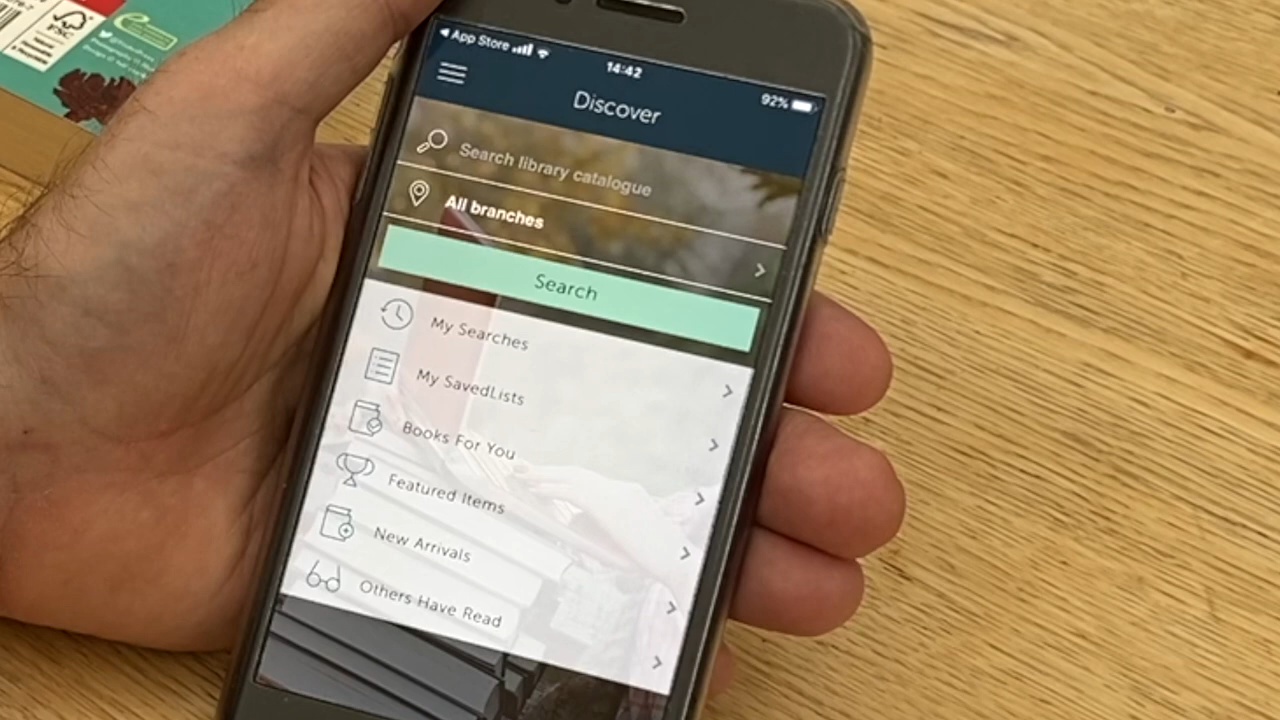 FSC
App Store
14:42
92%
Discover
Search library catalogue
All branches
Search
My Searches
My SavedLists
Books For You
Featured Items
New Arrivals
Others Have Read